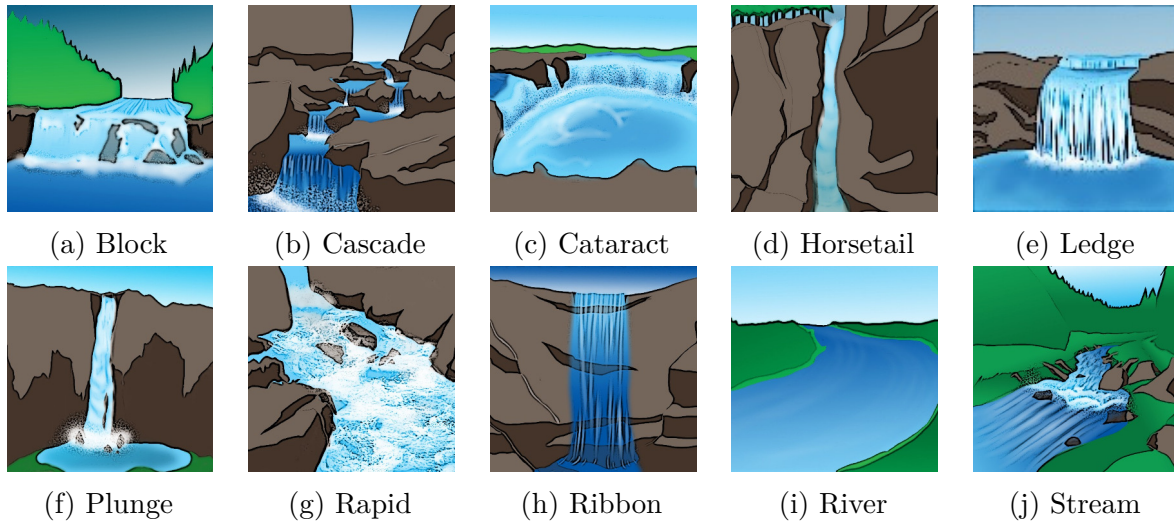 (a) Block
(b) Cascade
(c) Cataract
(d) Horsetail
(e) Ledge
(f) Plunge
(g) Rapid
(h) Ribbon
(i) River
(j) Stream